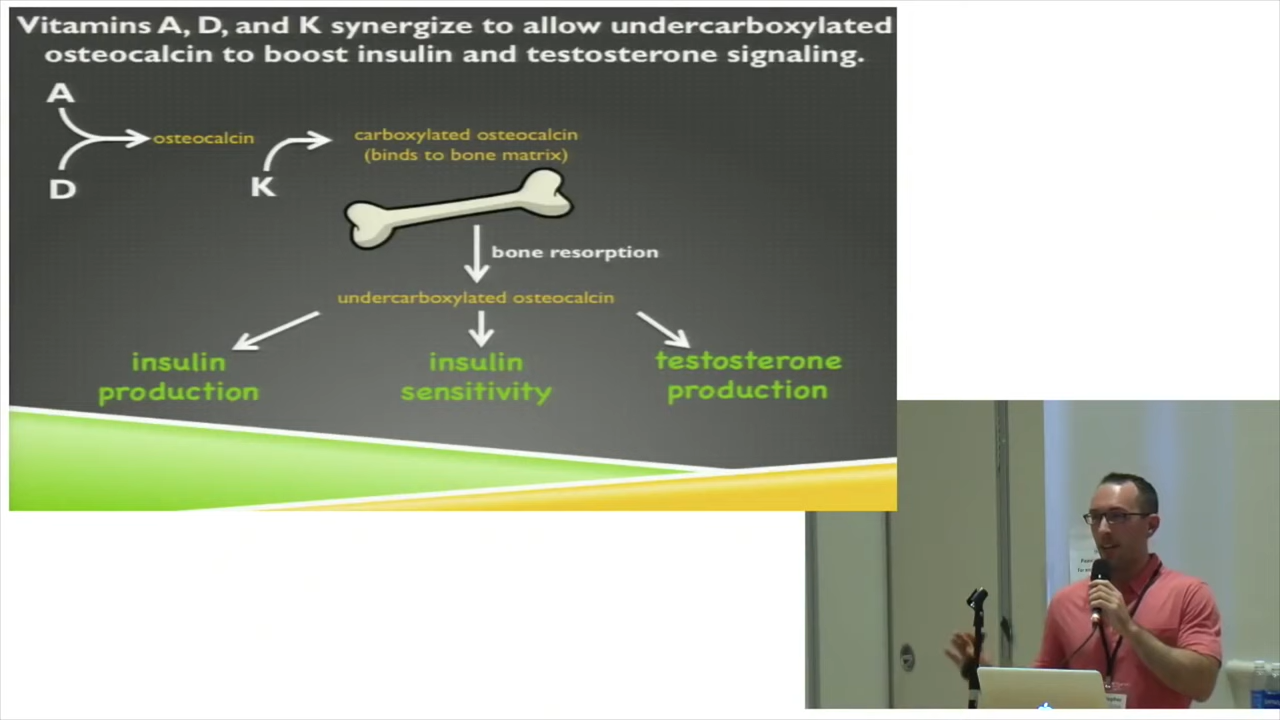 Vitamins A, D, and K synergize to allow undercarboxylated
osteocalcin to boost insulin and testosterone signaling.
A
osteocalcin
D
K
carboxylated osteocalcin
(binds to bone matrix)
bone resorption
undercarboxylated osteocalcin
insulin
production
insulin
sensitivity
testosterone
production